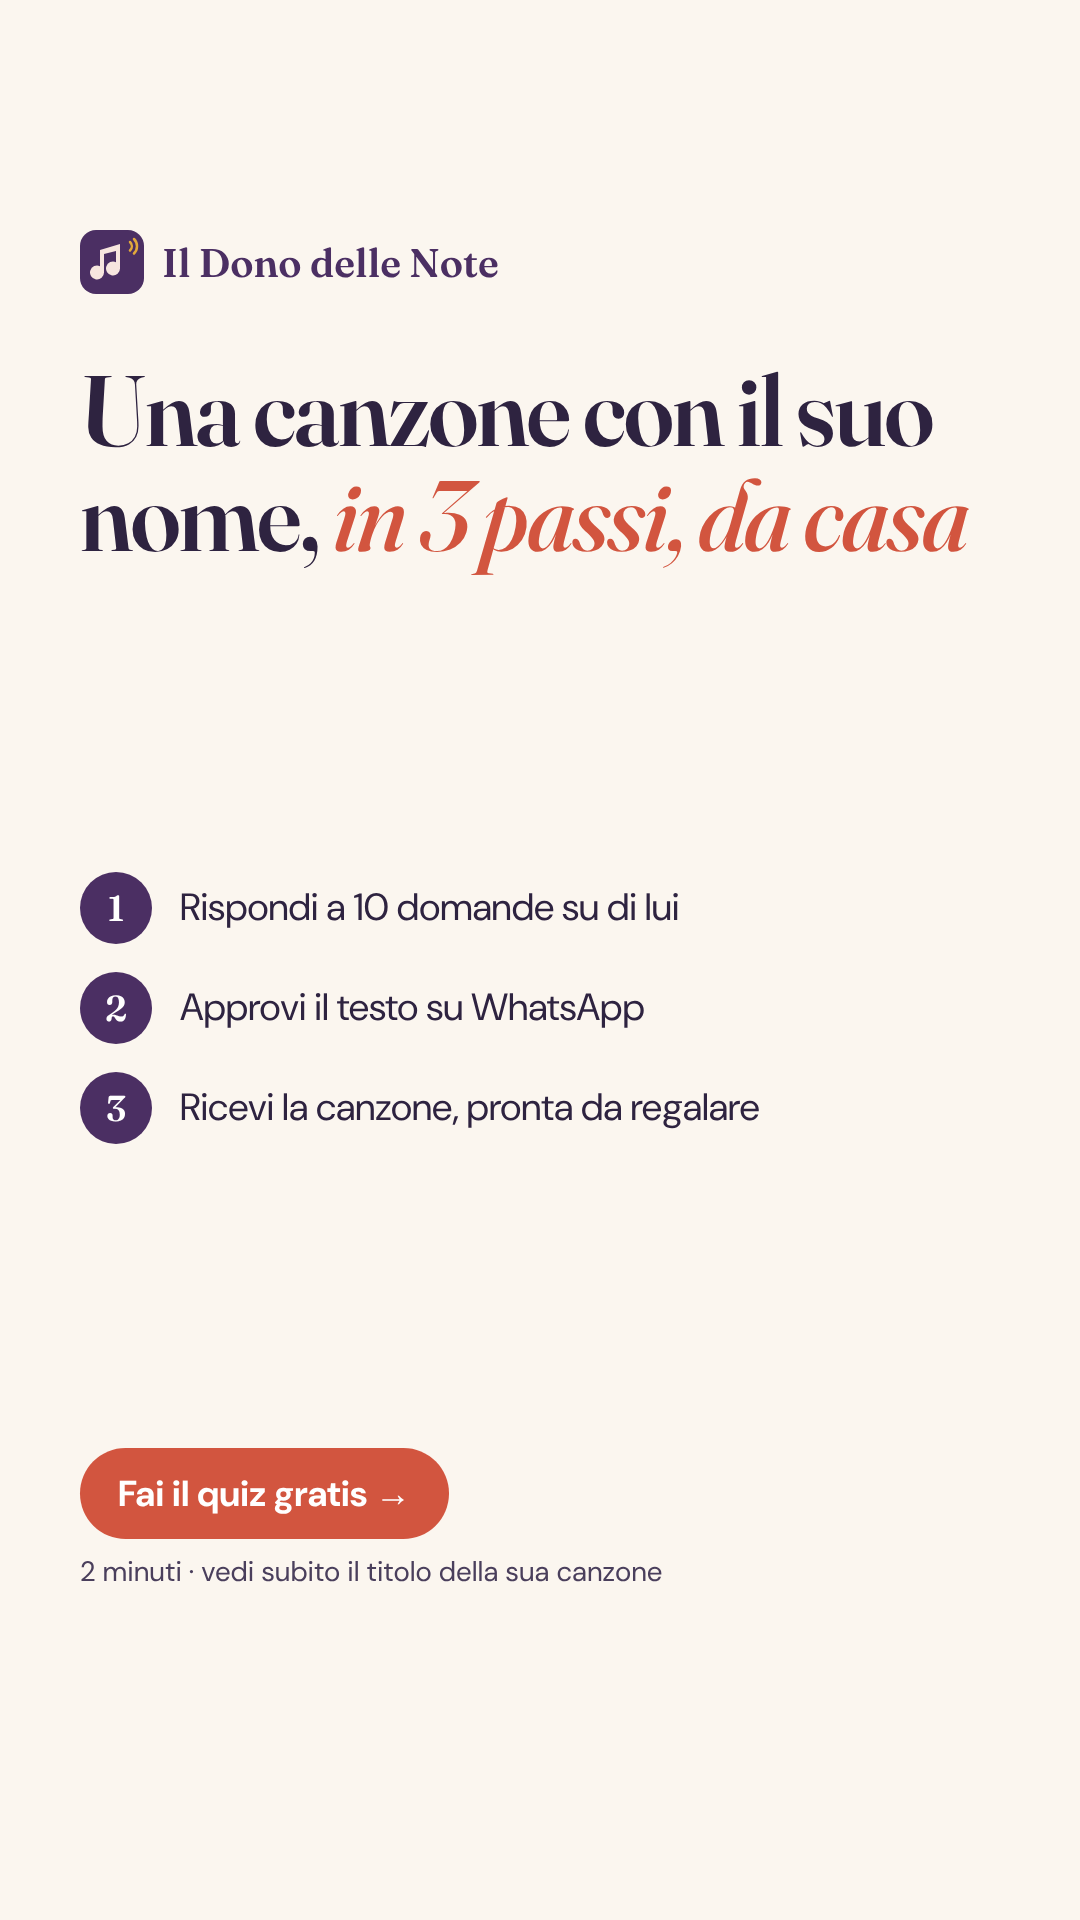 Il Dono delle Note
Una canzone con il suo
nome, in 3 passi, da casa
1 Rispondi a 10 domande su di lui
2 Approvi il testo su WhatsApp
3 Ricevi la canzone, pronta da regalare
Fai il quiz gratis →
2 minuti · vedi subito il titolo della sua canzone